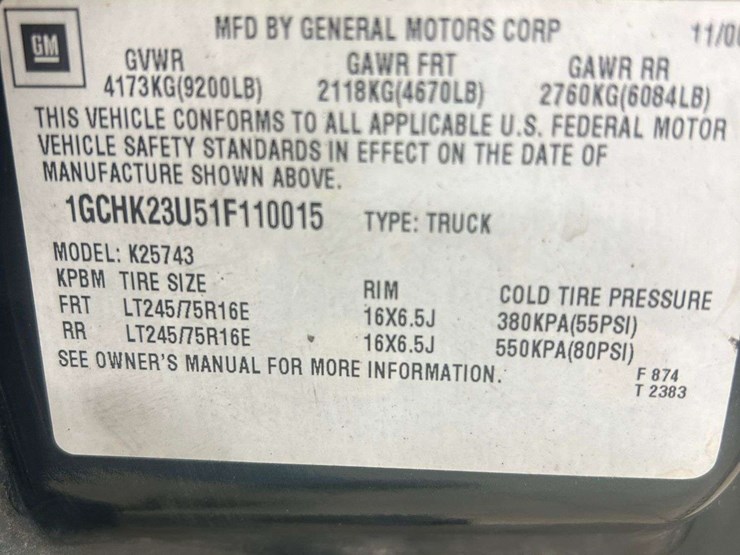 GM
MFD BY GENERAL MOTORS CORP 11/0
GVWR GAWR FRT GAWR RR
4173KG(9200LB) 2118KG(4670LB) 2760KG(6084LB)
THIS VEHICLE CONFORMS TO ALL APPLICABLE U.S. FEDERAL MOTOR
VEHICLE SAFETY STANDARDS IN EFFECT ON THE DATE OF
MANUFACTURE SHOWN ABOVE.
1GCHK23U51F110015 TYPE: TRUCK
MODEL: K25743
KPBM TIRE SIZE RIM COLD TIRE PRESSURE
FRT LT245/75R16E 16X6.5J 380KPA(55PSI)
RR LT245/75R16E 16X6.5J 550KPA(80PSI)
SEE OWNER'S MANUAL FOR MORE INFORMATION.
F 874
T 2383